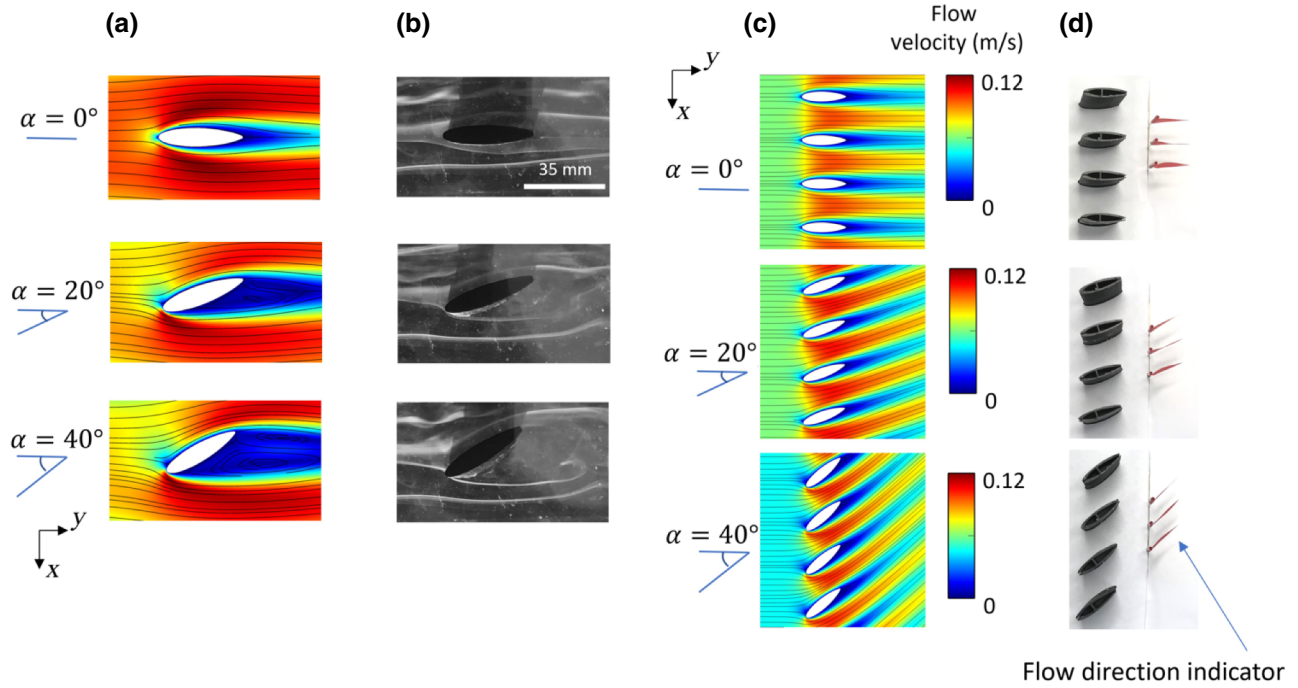 (a)
(b)
(c)
Flow
velocity (m/s)
(d)
α = 0°
35 mm
α = 20°
α = 40°
y
x
y
x
α = 0°
0.12
0
α = 20°
0.12
0
α = 40°
0.12
0
Flow direction indicator